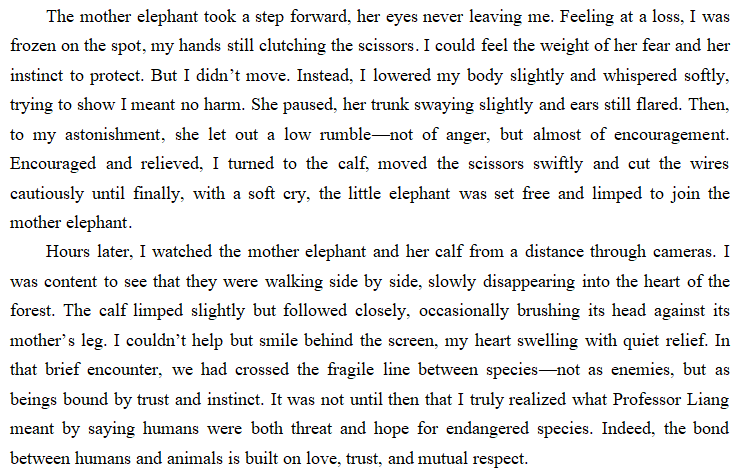 The mother elephant took a step forward, her eyes never leaving me. Feeling at a loss, I was
frozen on the spot, my hands still clutching the scissors. I could feel the weight of her fear and her
instinct to protect. But I didn’t move. Instead, I lowered my body slightly and whispered softly,
trying to show I meant no harm. She paused, her trunk swaying slightly and ears still flared. Then,
to my astonishment, she let out a low rumble—not of anger, but almost of encouragement.
Encouraged and relieved, I turned to the calf, moved the scissors swiftly and cut the wires
cautiously until finally, with a soft cry, the little elephant was set free and limped to join the
mother elephant.
Hours later, I watched the mother elephant and her calf from a distance through cameras. I
was content to see that they were walking side by side, slowly disappearing into the heart of the
forest. The calf limped slightly but followed closely, occasionally brushing its head against its
mother’s leg. I couldn’t help but smile behind the screen, my heart swelling with quiet relief. In
that brief encounter, we had crossed the fragile line between species—not as enemies, but as
beings bound by trust and instinct. It was not until then that I truly realized what Professor Liang
meant by saying humans were both threat and hope for endangered species. Indeed, the bond
between humans and animals is built on love, trust, and mutual respect.